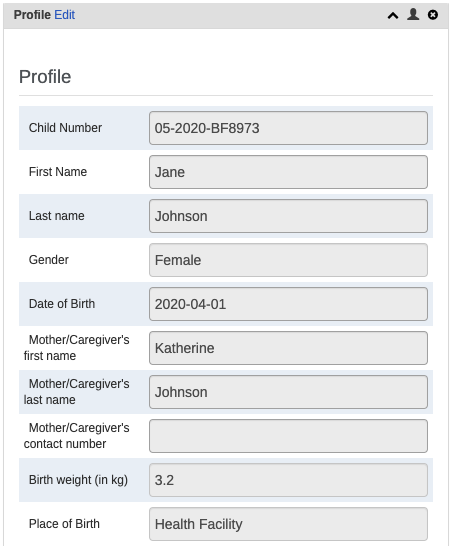 Profile Edit
Profile
Child Number 05-2020-BF8973
First Name Jane
Last name Johnson
Gender Female
Date of Birth 2020-04-01
Mother/Caregiver's
first name Katherine
Mother/Caregiver's
last name Johnson
Mother/Caregiver's
contact number
Birth weight (in kg) 3.2
Place of Birth Health Facility